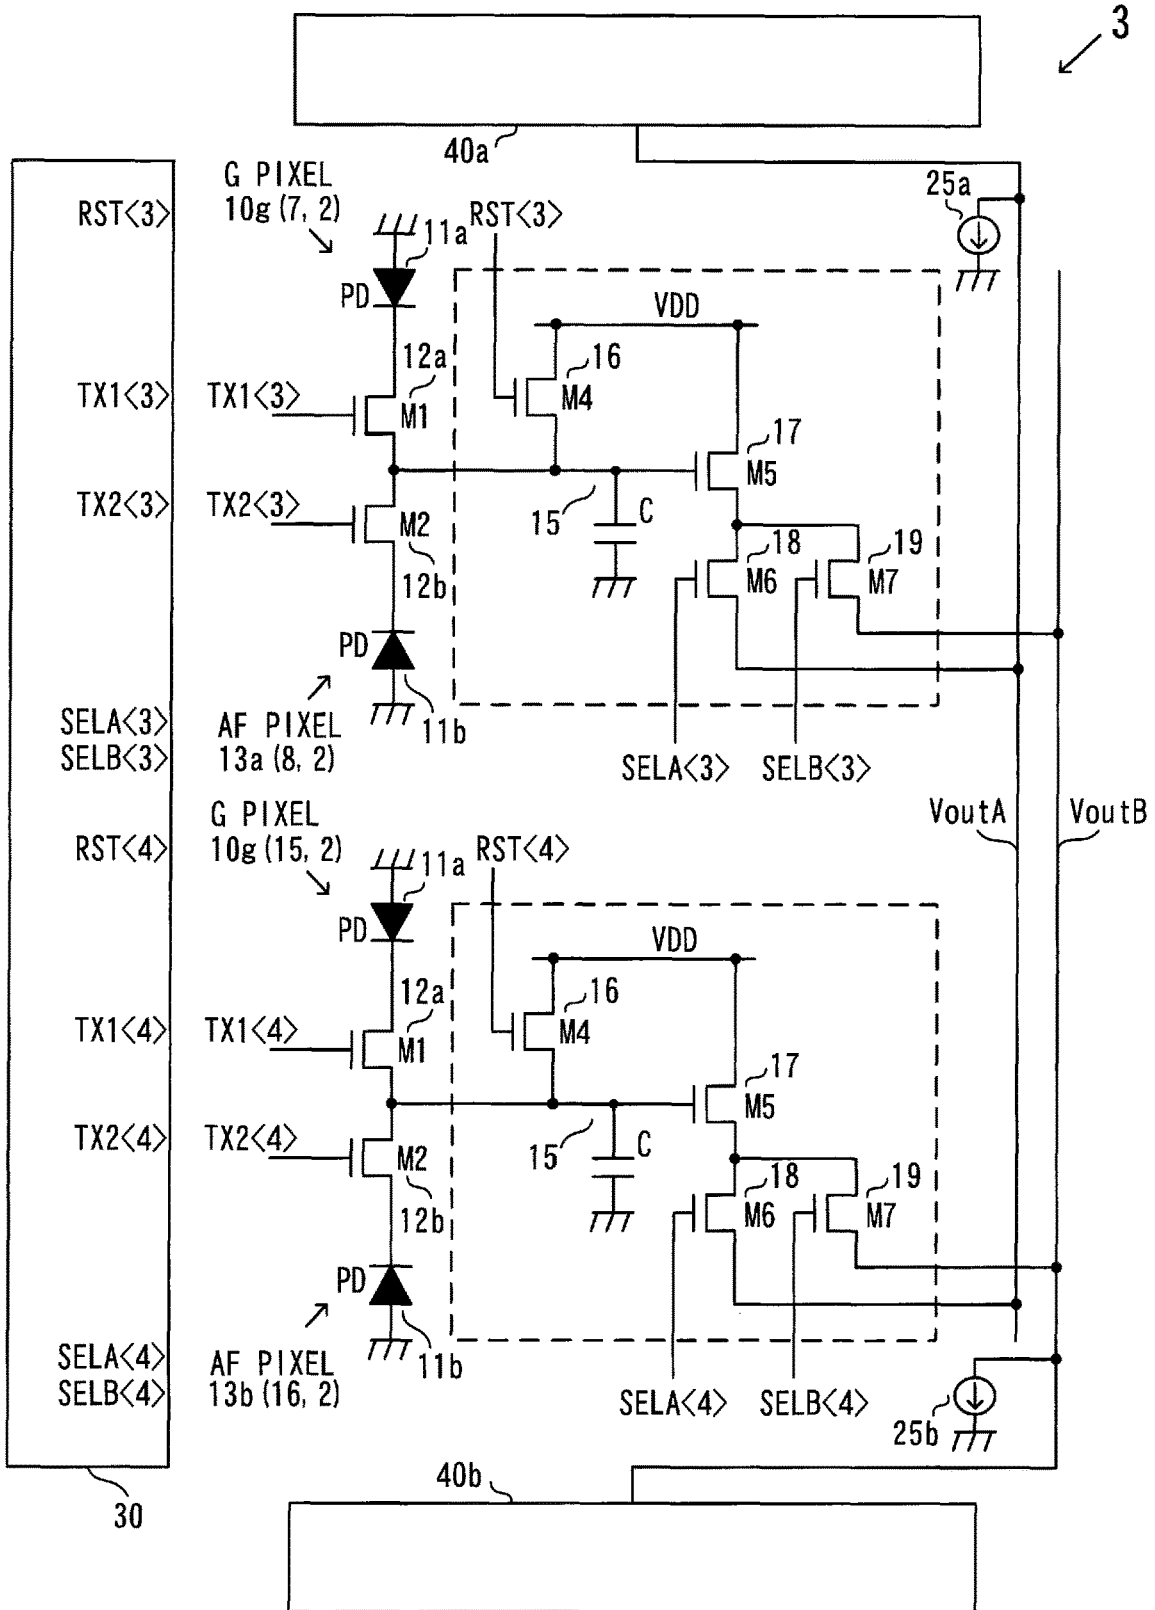 3
40a
G PIXEL
10g (7, 2)
RST<3>
RST<3>
11a
25a
PD
VDD
16
12a
TX1<3>
TX1<3>
M1
M4
17
M5
TX2<3>
TX2<3>
M2
15
C
18
19
12b
M6
M7
PD
SELA<3>
SELB<3>
AF PIXEL
13a (8, 2)
11b
SELA<3>
SELB<3>
G PIXEL
10g (15, 2)
VoutA
VoutB
RST<4>
RST<4>
11a
PD
VDD
12a
16
TX1<4>
TX1<4>
M1
M4
17
M5
TX2<4>
TX2<4>
M2
15
C
18
19
12b
M6
M7
PD
SELA<4>
SELB<4>
AF PIXEL
13b (16, 2)
11b
SELA<4>
SELB<4>
25b
40b
30